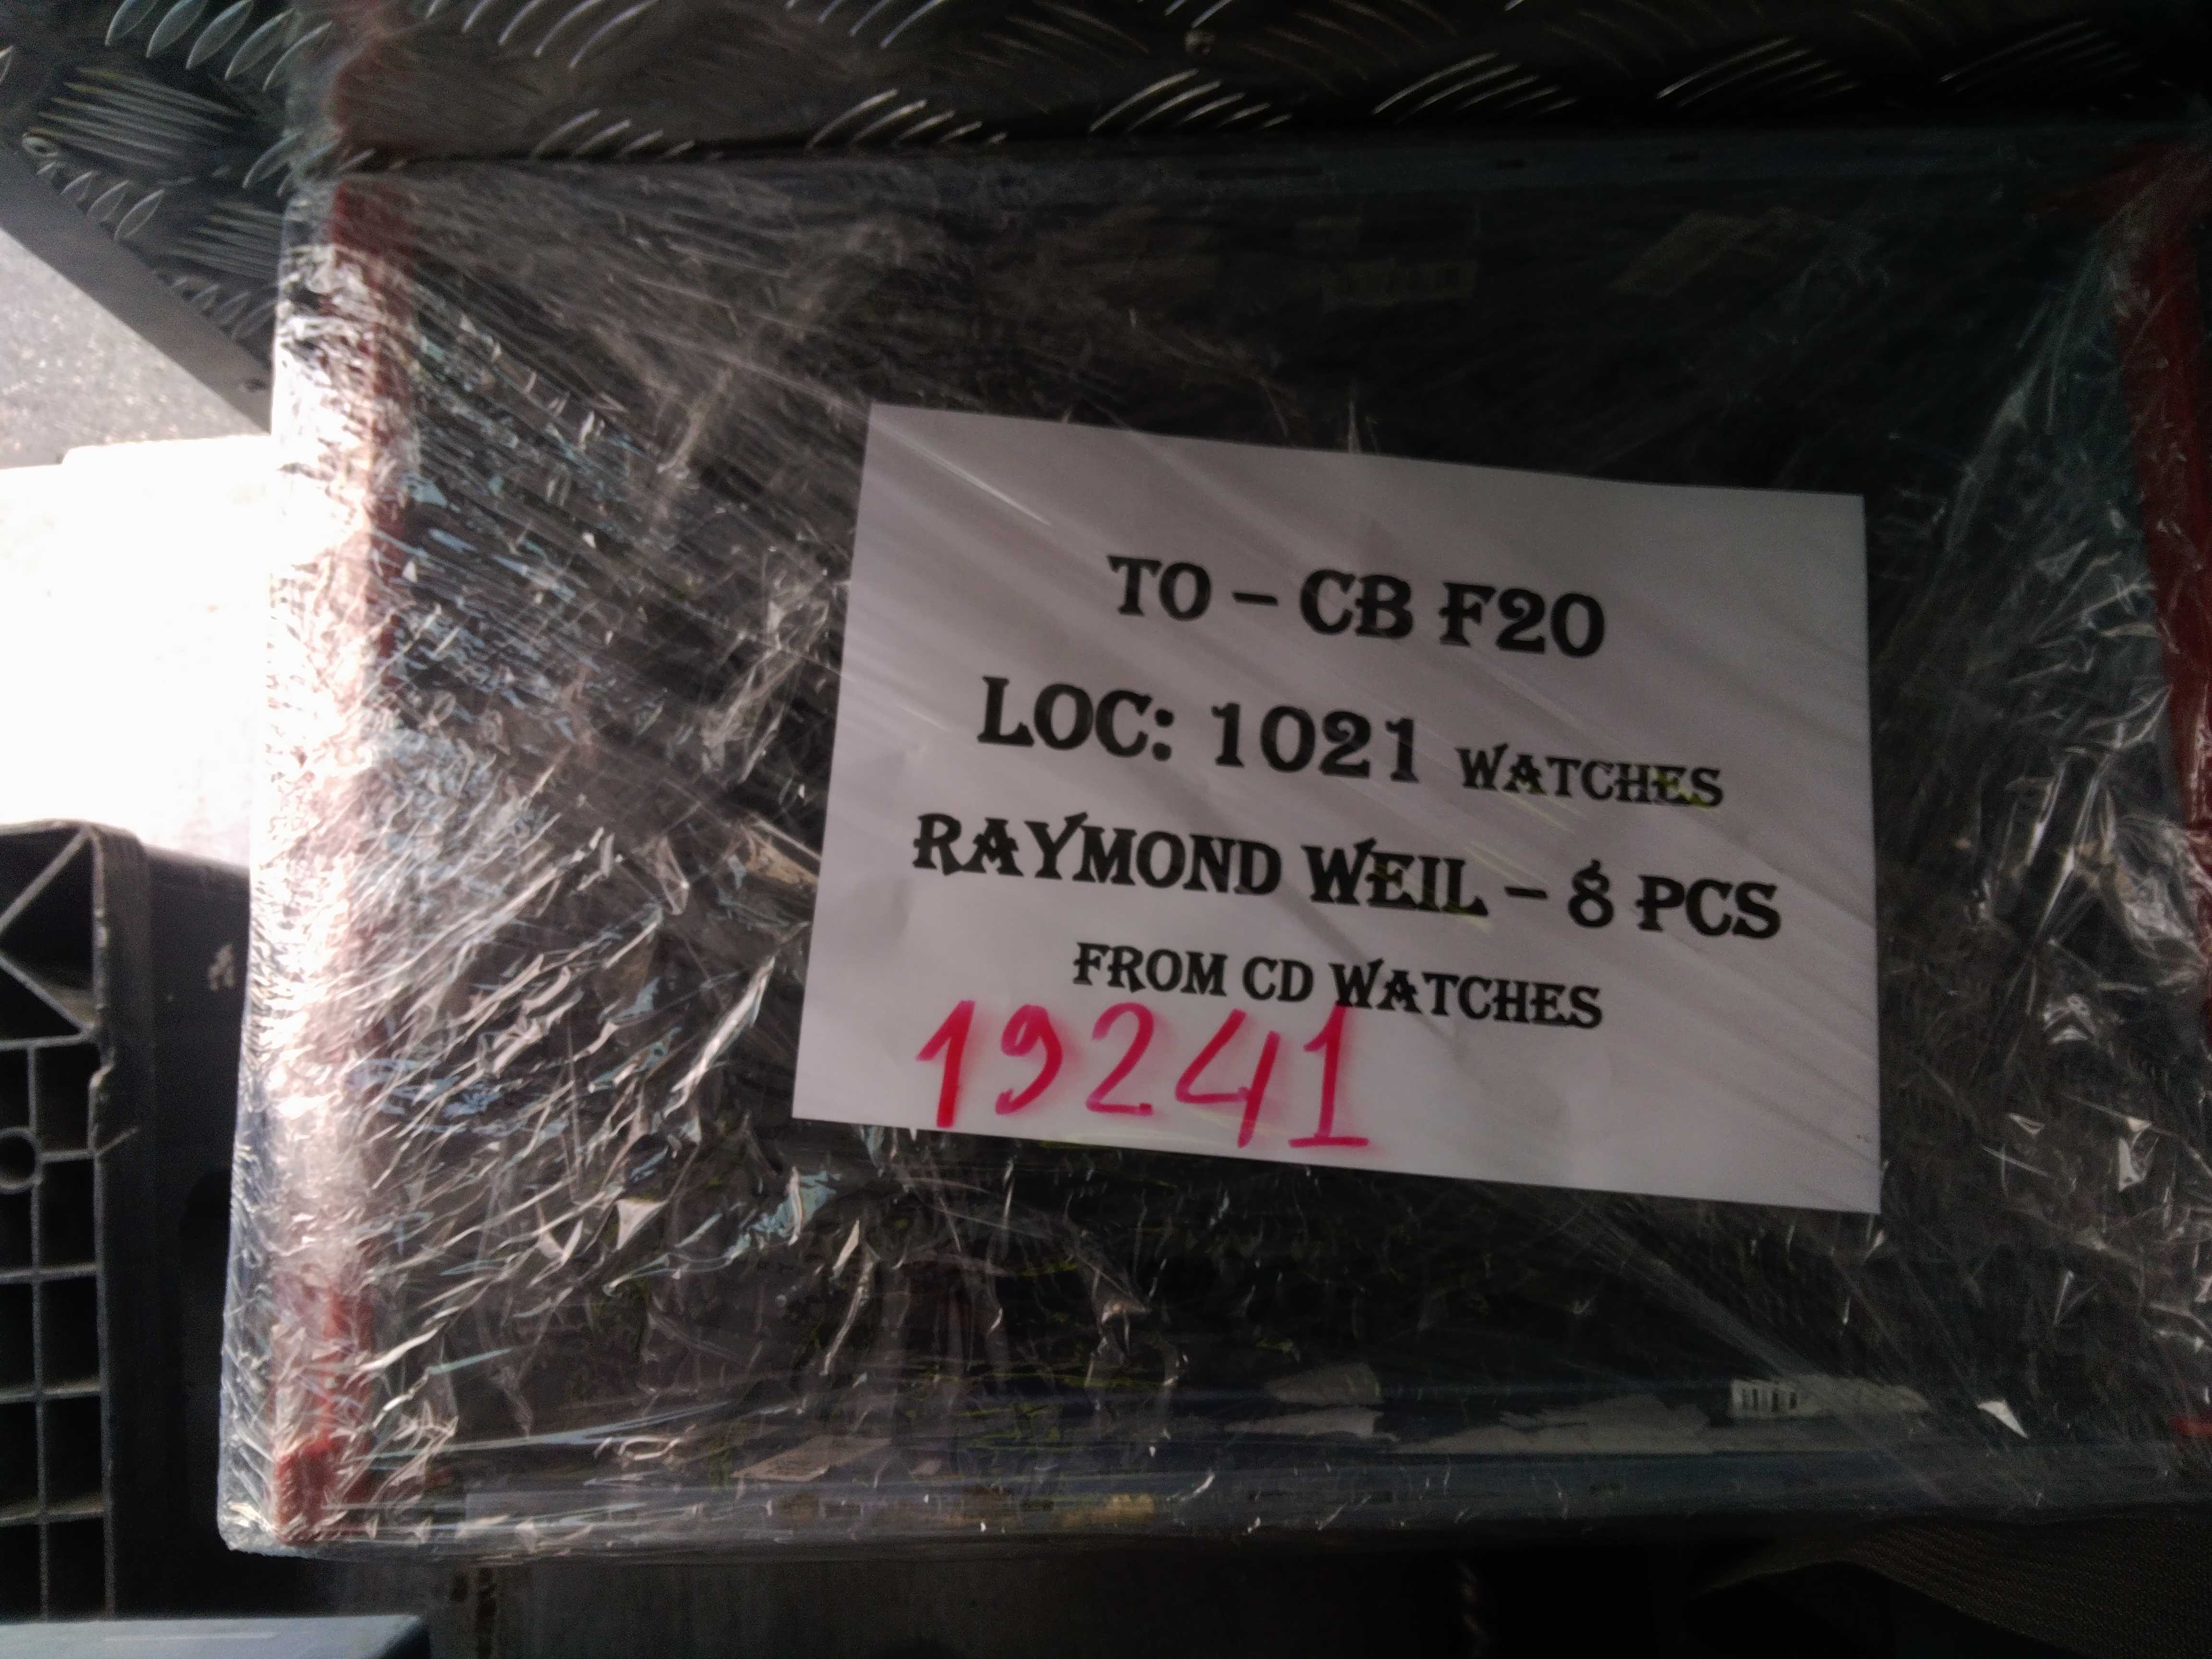 TO – CB F20
LOC: 1021 WATCHES
RAYMOND WEIL – 8 PCS
FROM CD WATCHES
19241